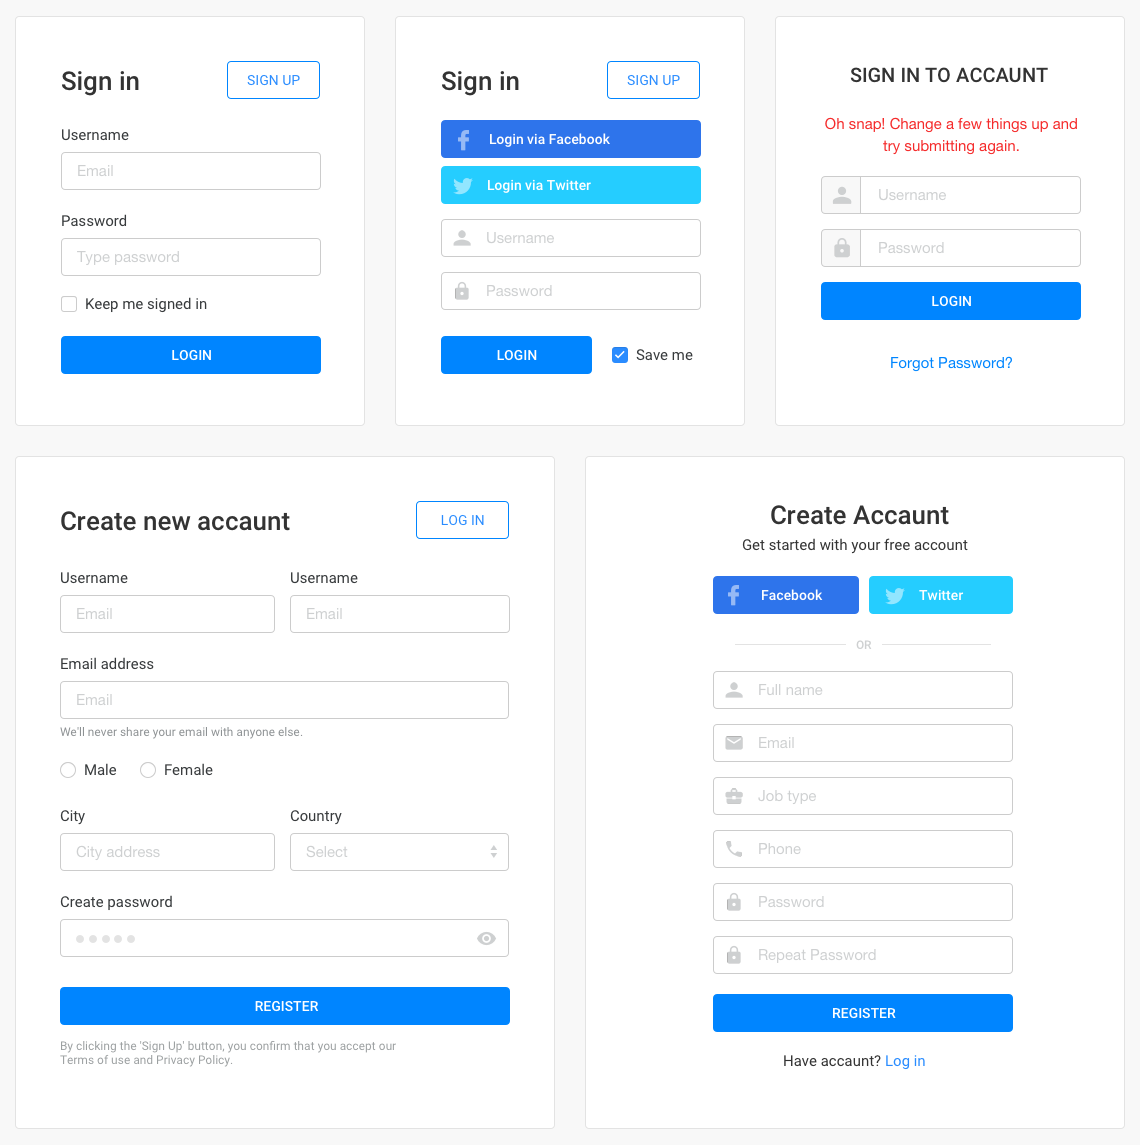 Sign in
SIGN UP
Username
Email
Password
Type password
Keep me signed in
LOGIN
Sign in
SIGN UP
Login via Facebook
Login via Twitter
Username
Password
LOGIN
Save me
SIGN IN TO ACCAUNT
Oh snap! Change a few things up and
try submitting again.
Username
Password
LOGIN
Forgot Password?
Create new accaunt
LOG IN
Username
Username
Email
Email
Email address
Email
We'll never share your email with anyone else.
Male
Female
City
Country
City address
Select
Create password
REGISTER
By clicking the 'Sign Up' button, you confirm that you accept our
Terms of use and Privacy Policy.
Create Accaunt
Get started with your free account
Facebook
Twitter
OR
Full name
Email
Job type
Phone
Password
Repeat Password
REGISTER
Have accaunt? Log in